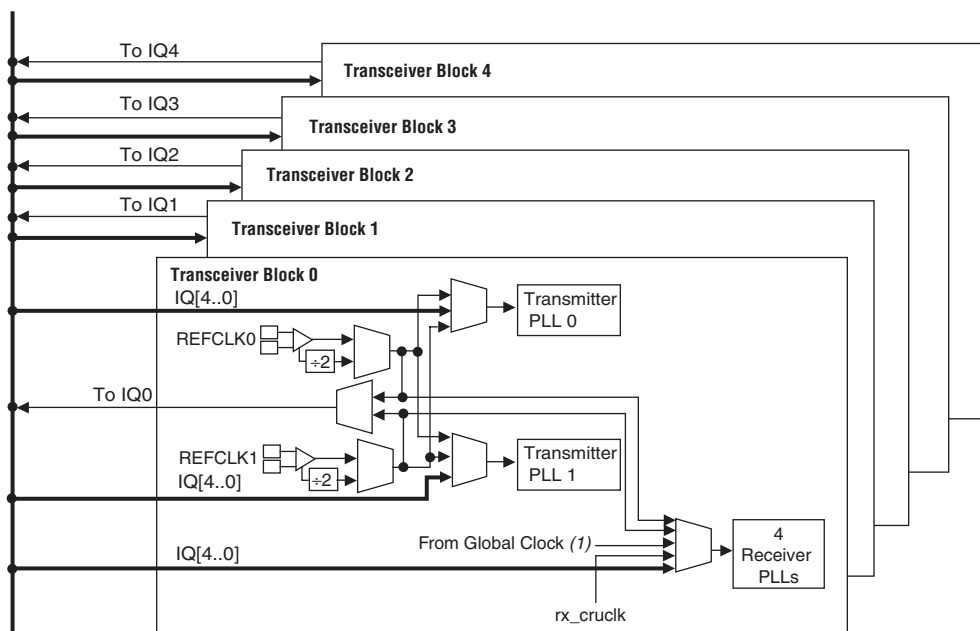 To IQ4
Transceiver Block 4
To IQ3
Transceiver Block 3
To IQ2
Transceiver Block 2
To IQ1
Transceiver Block 1
Transceiver Block 0
IQ[4..0]
Transmitter
PLL 0
REFCLK0
÷2
To IQ0
REFCLK1
÷2
IQ[4..0]
Transmitter
PLL 1
From Global Clock (1)
IQ[4..0]
4
Receiver
PLLs
rx_cruclk